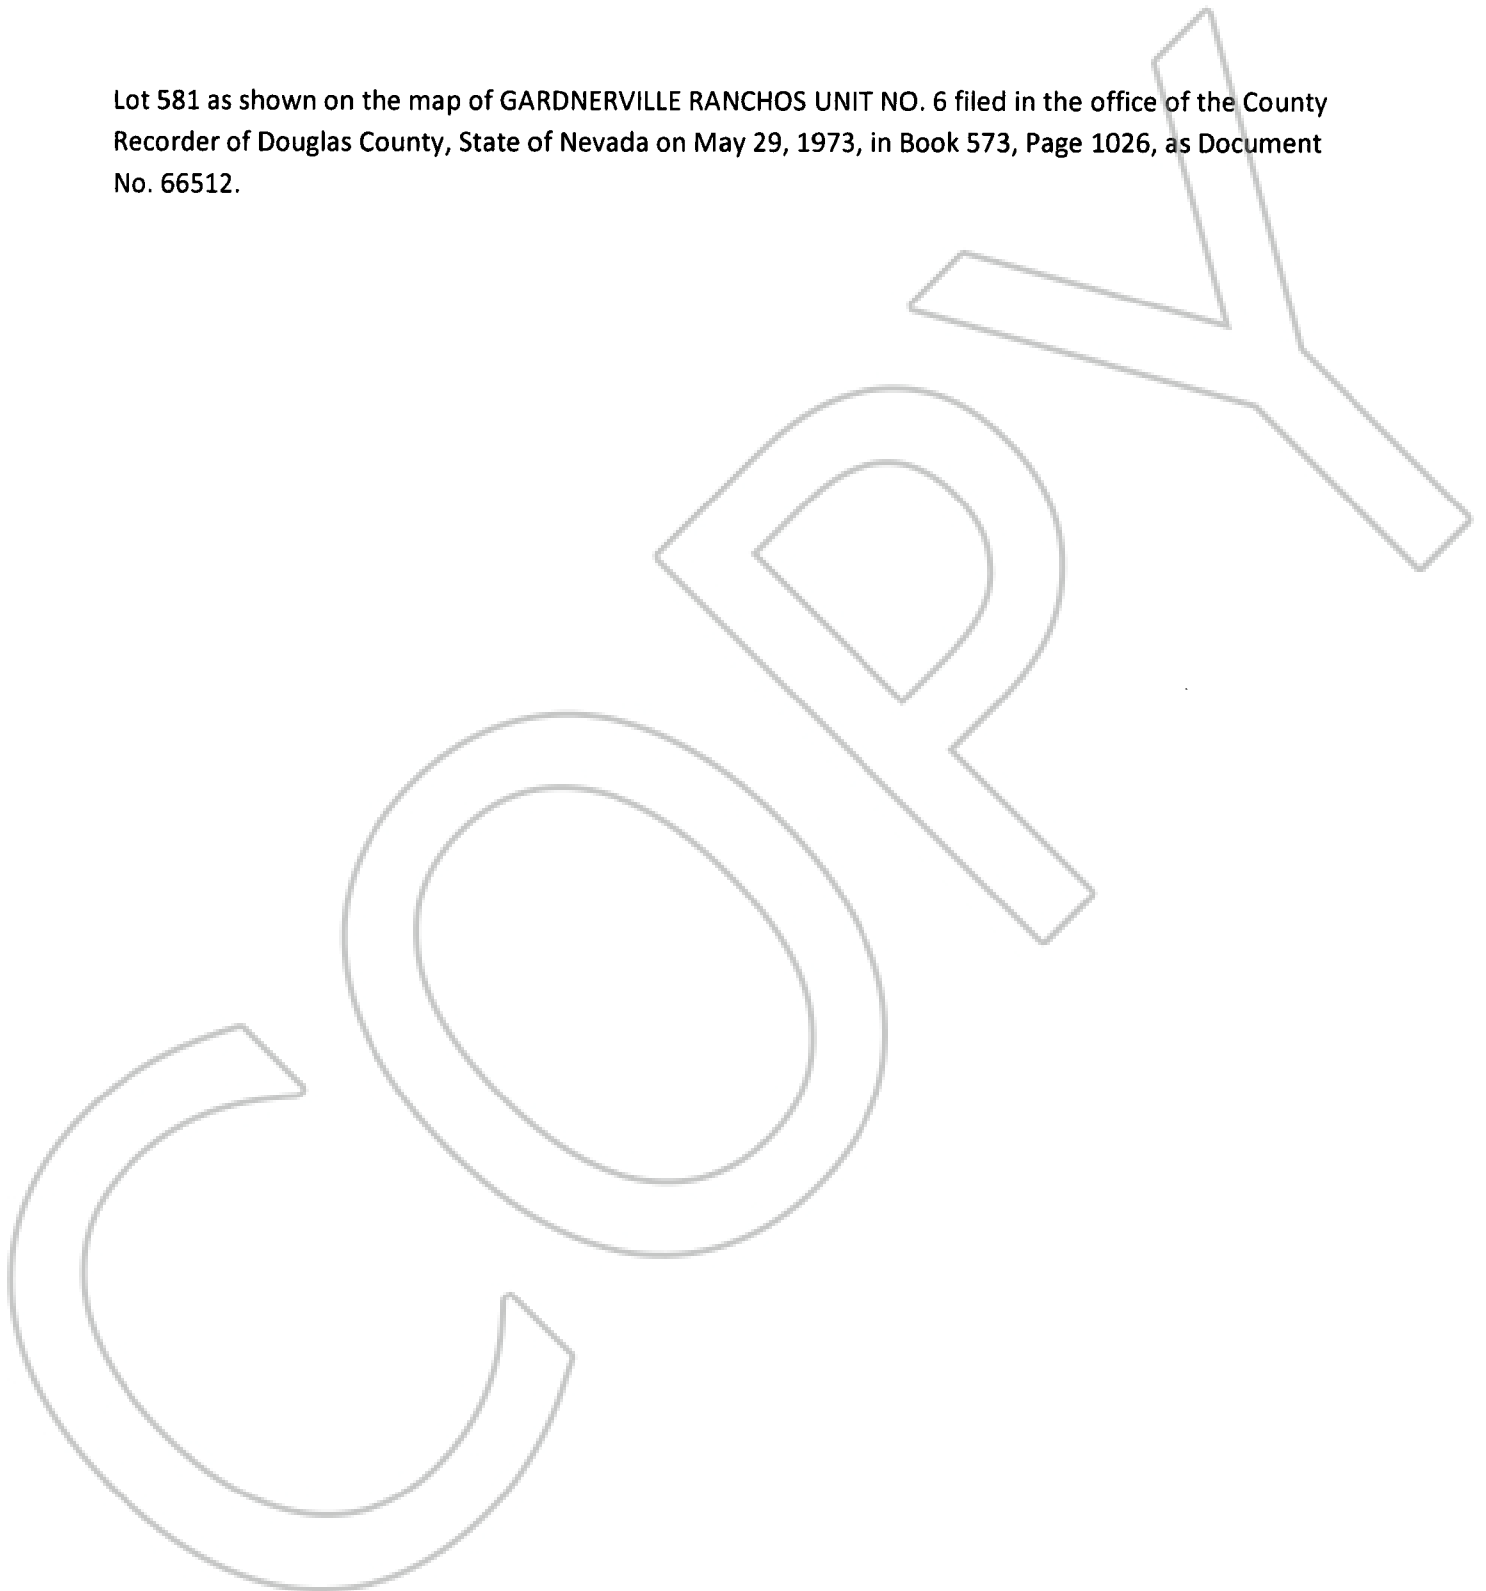 Lot 581 as shown on the map of GARDNERVILLE RANCHOS UNIT NO. 6 filed in the office of the County
Recorder of Douglas County, State of Nevada on May 29, 1973, in Book 573, Page 1026, as Document
No. 66512.
COPY